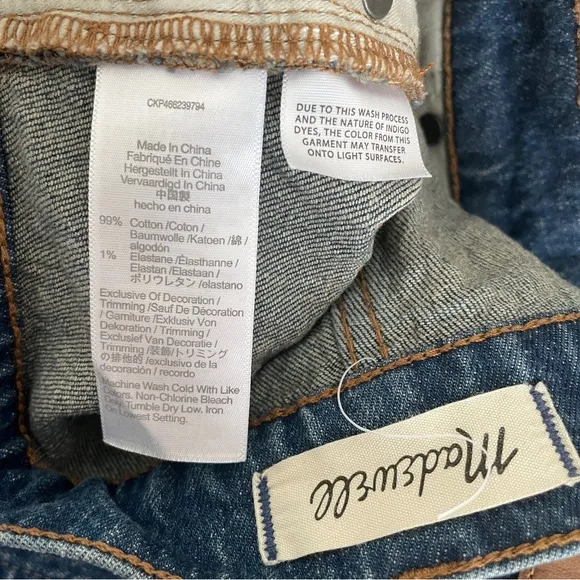 CKP466239794
Made In China
Fabriqué En Chine
Hergestellt In China
Vervaardigd In China
中国製
hecho en china
99% Cotton /Coton /
Baumwolle /Katoen /綿 /
algodón
1% Elastane /Élasthanne /
Elastan /Elastaan /
ポリウレタン /elastano
Exclusive Of Decoration /
Trimming /Sauf De Décoration
/ Garniture /Exklusiv Von
Dekoration / Trimming /
Exclusief Van Decoratie /
Trimming /装飾/トリミング
の排他的 /exclusivo de la
decoración / recordo
Machine Wash Cold With Like
Colors. Non-Chlorine Bleach
Tumble Dry Low. Iron
On Lowest Setting.
DUE TO THIS WASH PROCESS
AND THE NATURE OF INDIGO
DYES, THE COLOR FROM THIS
GARMENT MAY TRANSFER
ONTO LIGHT SURFACES.
Madewell